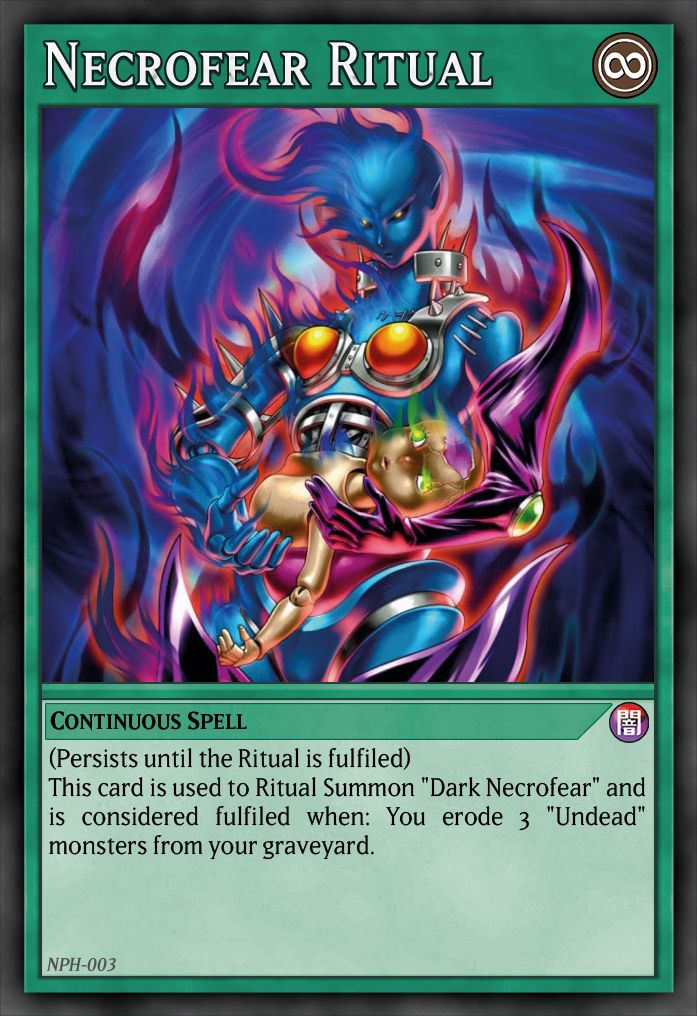 Necrofear Ritual
Continuous Spell
闇
(Persists until the Ritual is fulfiled)
This card is used to Ritual Summon "Dark Necrofear" and
is considered fulfiled when: You erode 3 "Undead"
monsters from your graveyard.
NPH-003